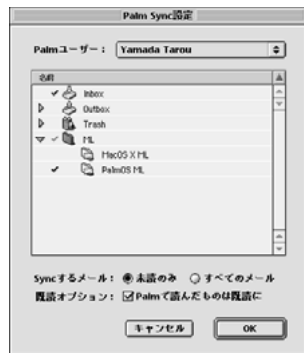 Palm Sync設定
Palmユーザー： Yamada Tarou
名前
Inbox
Outbox
Trash
ML
MacOS X ML
PalmOS ML
Syncするメール： 未読のみ すべてのメール
既読オプション： Palmで読んだものは既読に
キャンセル OK